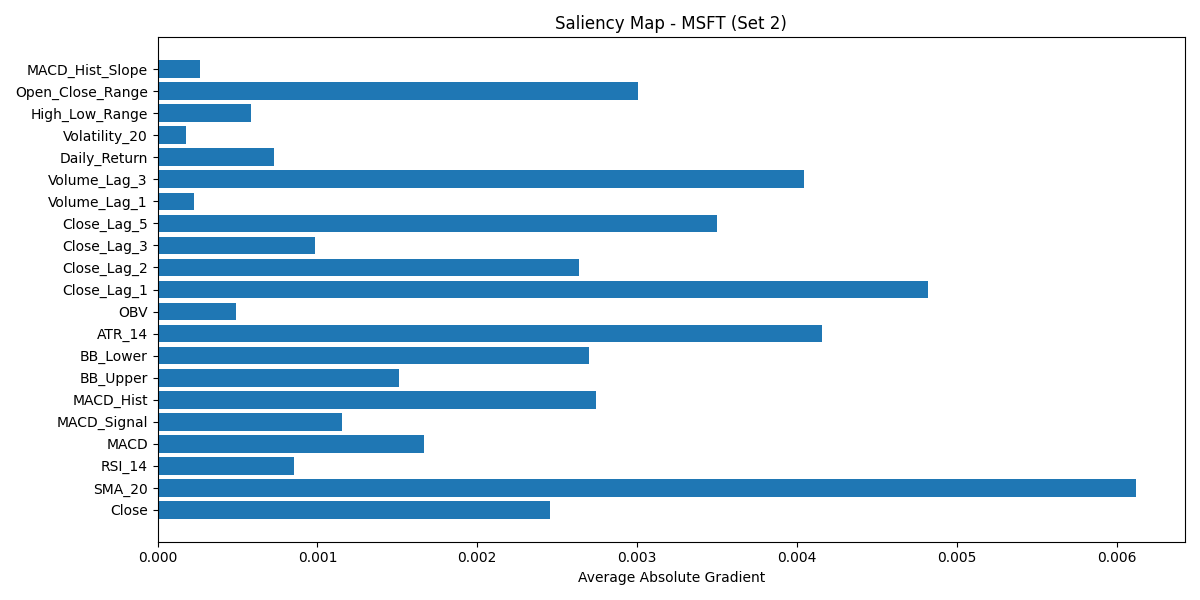 Saliency Map - MSFT (Set 2)
MACD_Hist_Slope
Open_Close_Range
High_Low_Range
Volatility_20
Daily_Return
Volume_Lag_3
Volume_Lag_1
Close_Lag_5
Close_Lag_3
Close_Lag_2
Close_Lag_1
OBV
ATR_14
BB_Lower
BB_Upper
MACD_Hist
MACD_Signal
MACD
RSI_14
SMA_20
Close
0.000 0.001 0.002 0.003 0.004 0.005 0.006
Average Absolute Gradient